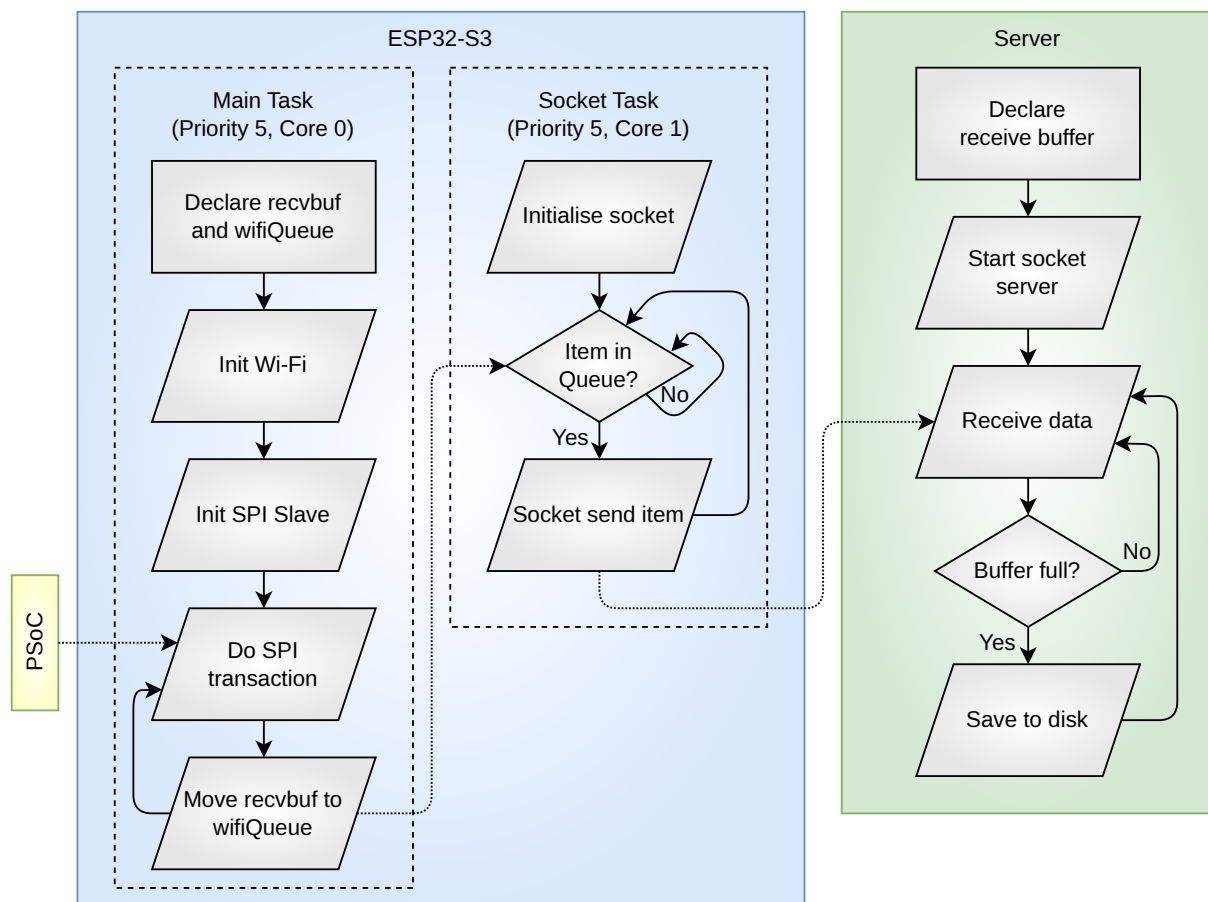 ESP32-S3
Main Task
(Priority 5, Core 0)
Declare recvbuf
and wifiQueue
Init Wi-Fi
Init SPI Slave
PSoC
Do SPI
transaction
Move recvbuf to
wifiQueue
Socket Task
(Priority 5, Core 1)
Initialise socket
Item in
Queue?
No
Yes
Socket send item
Server
Declare
receive buffer
Start socket
server
Receive data
Buffer full?
No
Yes
Save to disk